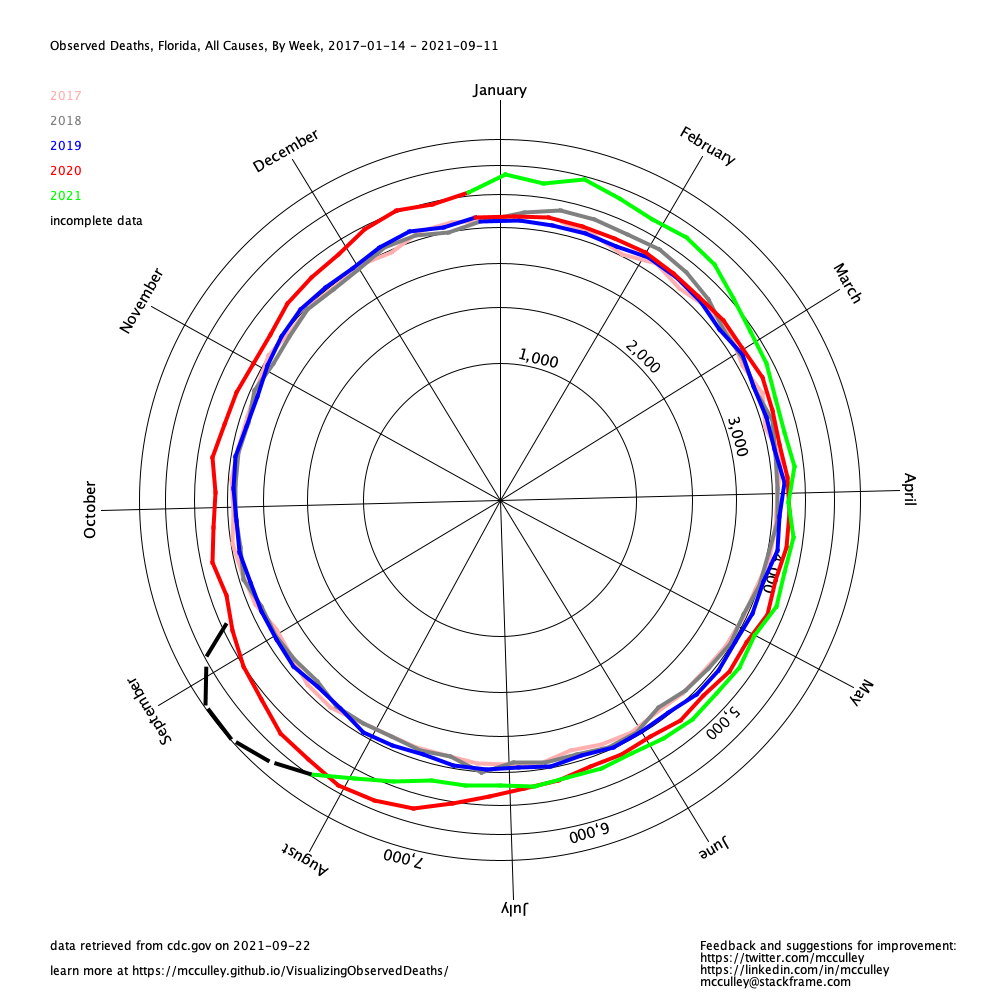 Observed Deaths, Florida, All Causes, By Week, 2017-01-14 - 2021-09-11
2017
2018
2019
2020
2021
incomplete data
January
February
March
April
May
June
July
August
September
October
November
December
1,000
2,000
3,000
4,000
5,000
6,000
7,000
data retrieved from cdc.gov on 2021-09-22
learn more at https://mcculley.github.io/VisualizingObservedDeaths/
Feedback and suggestions for improvement:
https://twitter.com/mcculley
https://linkedin.com/in/mcculley
mcculley@stackframe.com